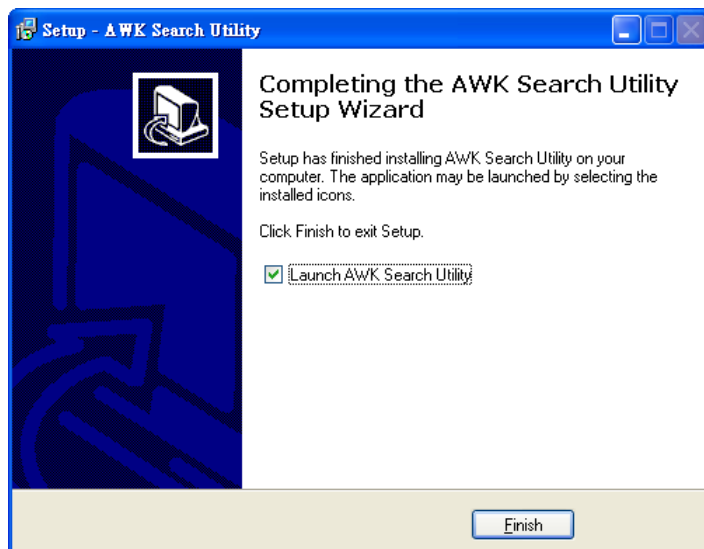 Setup - AWK Search Utility
Completing the AWK Search Utility
Setup Wizard
Setup has finished installing AWK Search Utility on your
computer. The application may be launched by selecting the
installed icons.
Click Finish to exit Setup.
Launch AWK Search Utility
Finish